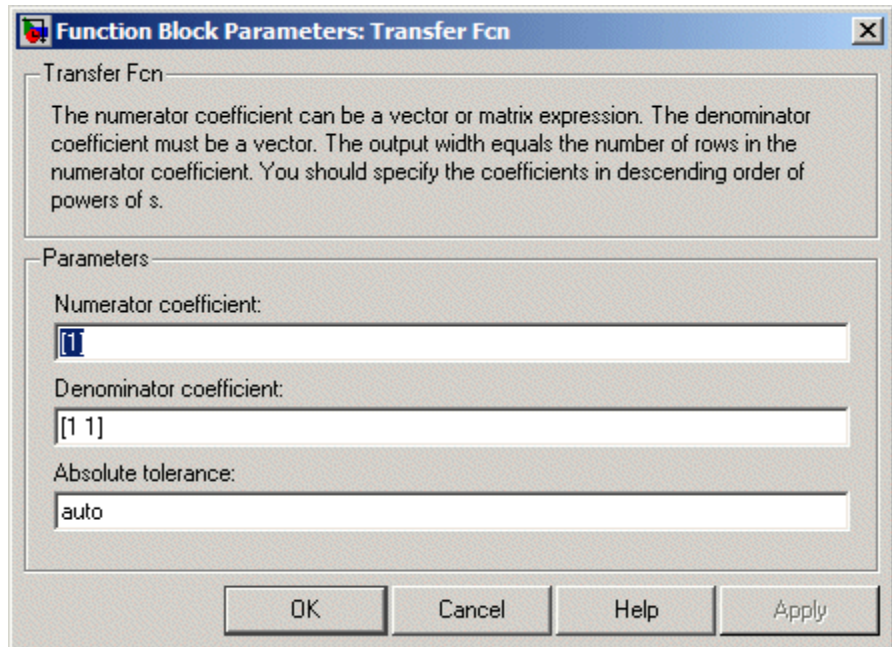 Function Block Parameters: Transfer Fcn
Transfer Fcn
The numerator coefficient can be a vector or matrix expression. The denominator
coefficient must be a vector. The output width equals the number of rows in the
numerator coefficient. You should specify the coefficients in descending order of
powers of s.
Parameters
Numerator coefficient:
[1]
Denominator coefficient:
[1 1]
Absolute tolerance:
auto
OK Cancel Help Apply